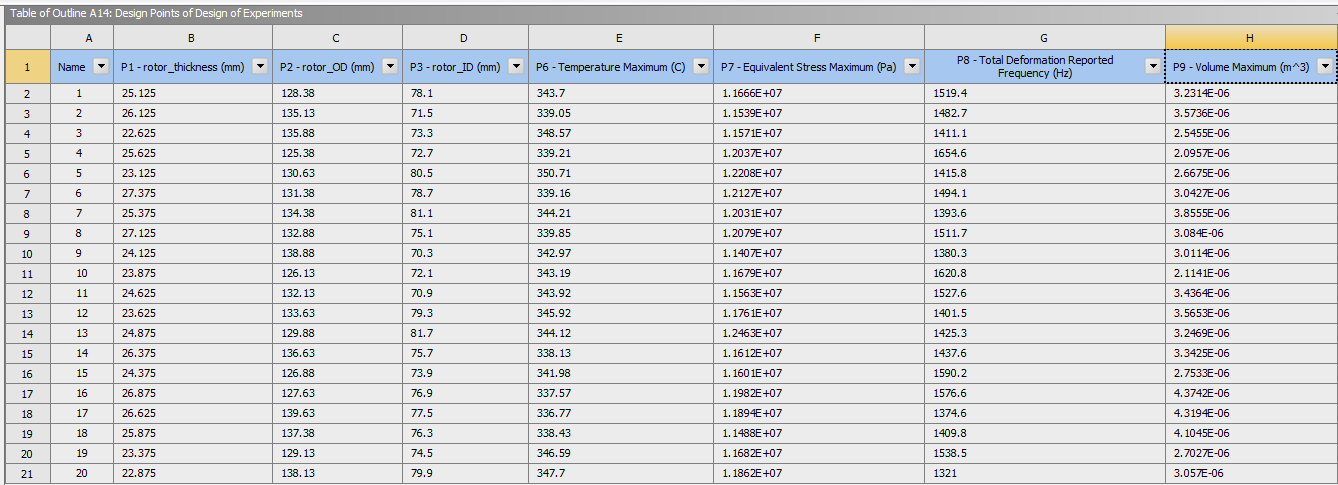 Table of Outline A14: Design Points of Design of Experiments
A B C D E F G H
1 Name P1 - rotor_thickness (mm) P2 - rotor_OD (mm) P3 - rotor_ID (mm) P6 - Temperature Maximum (C) P7 - Equivalent Stress Maximum (Pa) P8 - Total Deformation Reported Frequency (Hz) P9 - Volume Maximum (m^3)
2 1 25.125 128.38 78.1 343.7 1.1666E+07 1519.4 3.2314E-06
3 2 26.125 135.13 71.5 339.05 1.1539E+07 1482.7 3.5736E-06
4 3 22.625 135.88 73.3 348.57 1.1571E+07 1411.1 2.5455E-06
5 4 25.625 125.38 72.7 339.21 1.2037E+07 1654.6 2.0957E-06
6 5 23.125 130.63 80.5 350.71 1.2208E+07 1415.8 2.6675E-06
7 6 27.375 131.38 78.7 339.16 1.2127E+07 1494.1 3.0427E-06
8 7 25.375 134.38 81.1 344.21 1.2031E+07 1393.6 3.8555E-06
9 8 27.125 132.88 75.1 339.85 1.2079E+07 1511.7 3.084E-06
10 9 24.125 138.88 70.3 342.97 1.1407E+07 1380.3 3.0114E-06
11 10 23.875 126.13 72.1 343.19 1.1679E+07 1620.8 2.1141E-06
12 11 24.625 132.13 70.9 343.92 1.1563E+07 1527.6 3.4364E-06
13 12 23.625 133.63 79.3 345.92 1.1761E+07 1401.5 3.5653E-06
14 13 24.875 129.88 81.7 344.12 1.2463E+07 1425.3 3.2469E-06
15 14 26.375 136.63 75.7 338.13 1.1612E+07 1437.6 3.3425E-06
16 15 24.375 126.88 73.9 341.98 1.1601E+07 1590.2 2.7533E-06
17 16 26.875 127.63 76.9 337.57 1.1982E+07 1576.6 4.3742E-06
18 17 26.625 139.63 77.5 336.77 1.1894E+07 1374.6 4.3194E-06
19 18 25.875 137.38 76.3 338.43 1.1488E+07 1409.8 4.1045E-06
20 19 23.375 129.13 74.5 346.59 1.1682E+07 1538.5 2.7027E-06
21 20 22.875 138.13 79.9 347.7 1.1862E+07 1321 3.057E-06